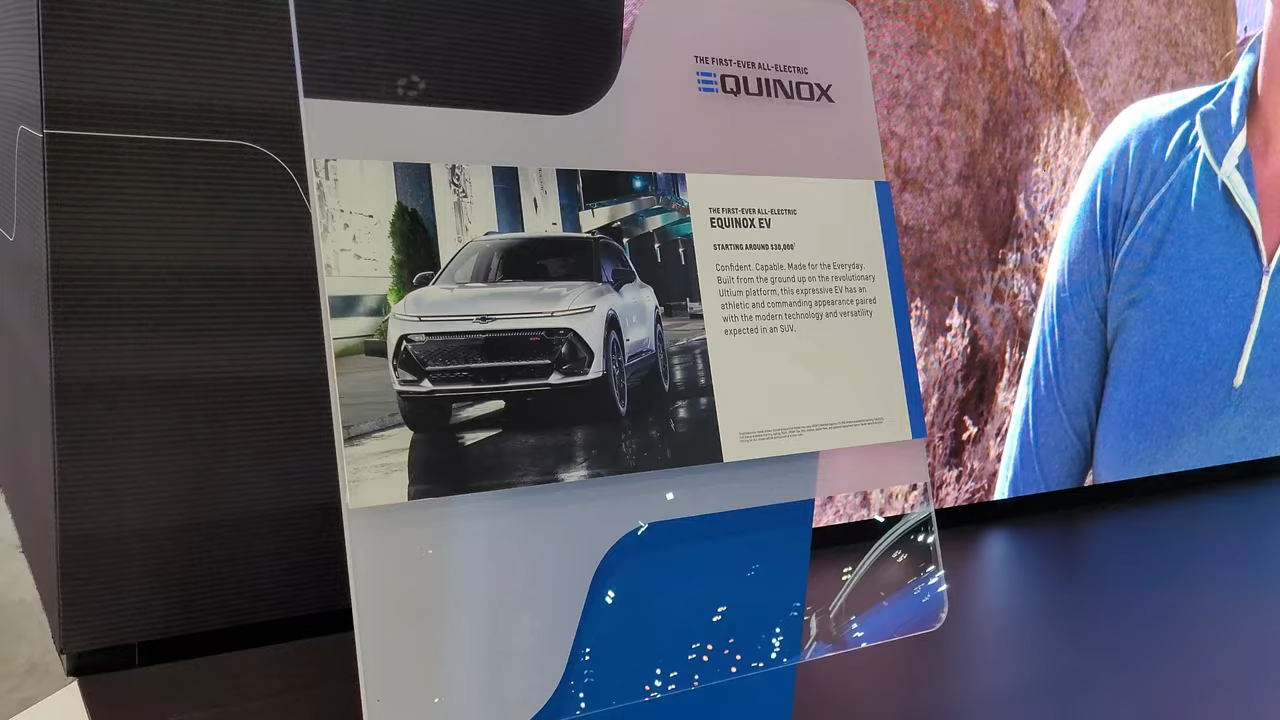 THE FIRST-EVER ALL-ELECTRIC
EQUINOX
THE FIRST-EVER ALL-ELECTRIC
EQUINOX EV
STARTING AROUND $30,000¹
Confident. Capable. Made for the Everyday.
Built from the ground up on the revolutionary
Ultium platform, this expressive EV has an
athletic and commanding appearance paired
with the modern technology and versatility
expected in an SUV.